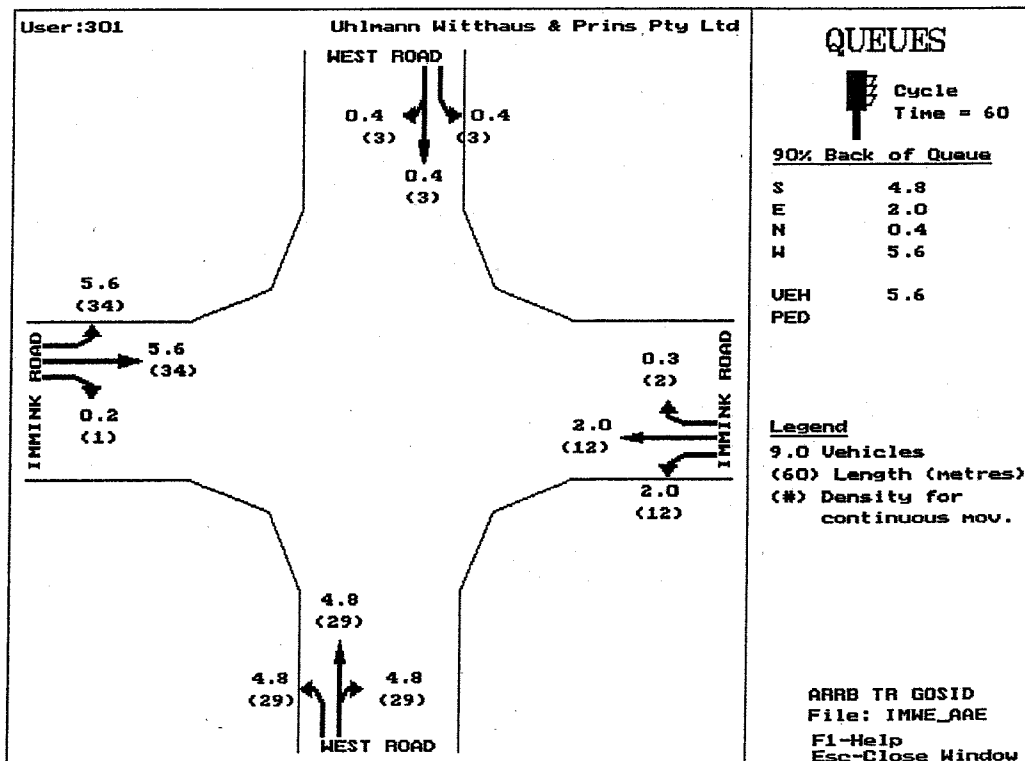 User:301
Uhlmann Witthaus & Prins Pty Ltd
WEST ROAD
0.4
(3)
0.4
(3)
0.4
(3)
5.6
(34)
IMMINK ROAD
5.6
(34)
0.2
(1)
0.3
(2)
IMMINK ROAD
2.0
(12)
2.0
(12)
4.8
(29)
4.8
(29)
4.8
(29)
WEST ROAD
QUEUES
Cycle
Time = 60
90% Back of Queue
S 4.8
E 2.0
N 0.4
W 5.6
VEH 5.6
PED
Legend
9.0 Vehicles
(60) Length (metres)
(#) Density for
continuous mov.
ARRB TR GOSID
File: IMWE_AAE
F1-Help
Esc-Close Window